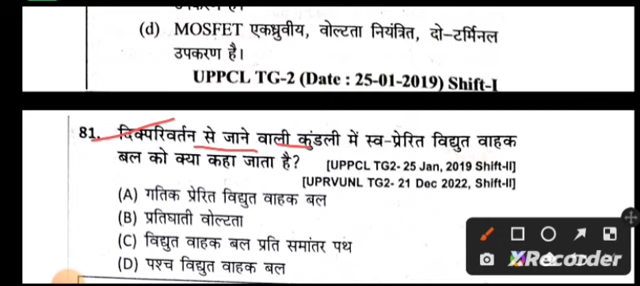 (d) MOSFET एकध्रुवीय, वोल्टता नियंत्रित, दो-टर्मिनल
उपकरण है।
UPPCL TG-2 (Date : 25-01-2019) Shift-I
81. दिक्परिवर्तन से जाने वाली कुंडली में स्व-प्रेरित विद्युत वाहक
बल को क्या कहा जाता है? [UPPCL TG2- 25 Jan, 2019 Shift-II]
[UPRVUNL TG2- 21 Dec 2022, Shift-II]
(A) गतिक प्रेरित विद्युत वाहक बल
(B) प्रतिघाती वोल्टता
(C) विद्युत वाहक बल प्रति समांतर पथ
(D) पश्च विद्युत वाहक बल
XRecorder